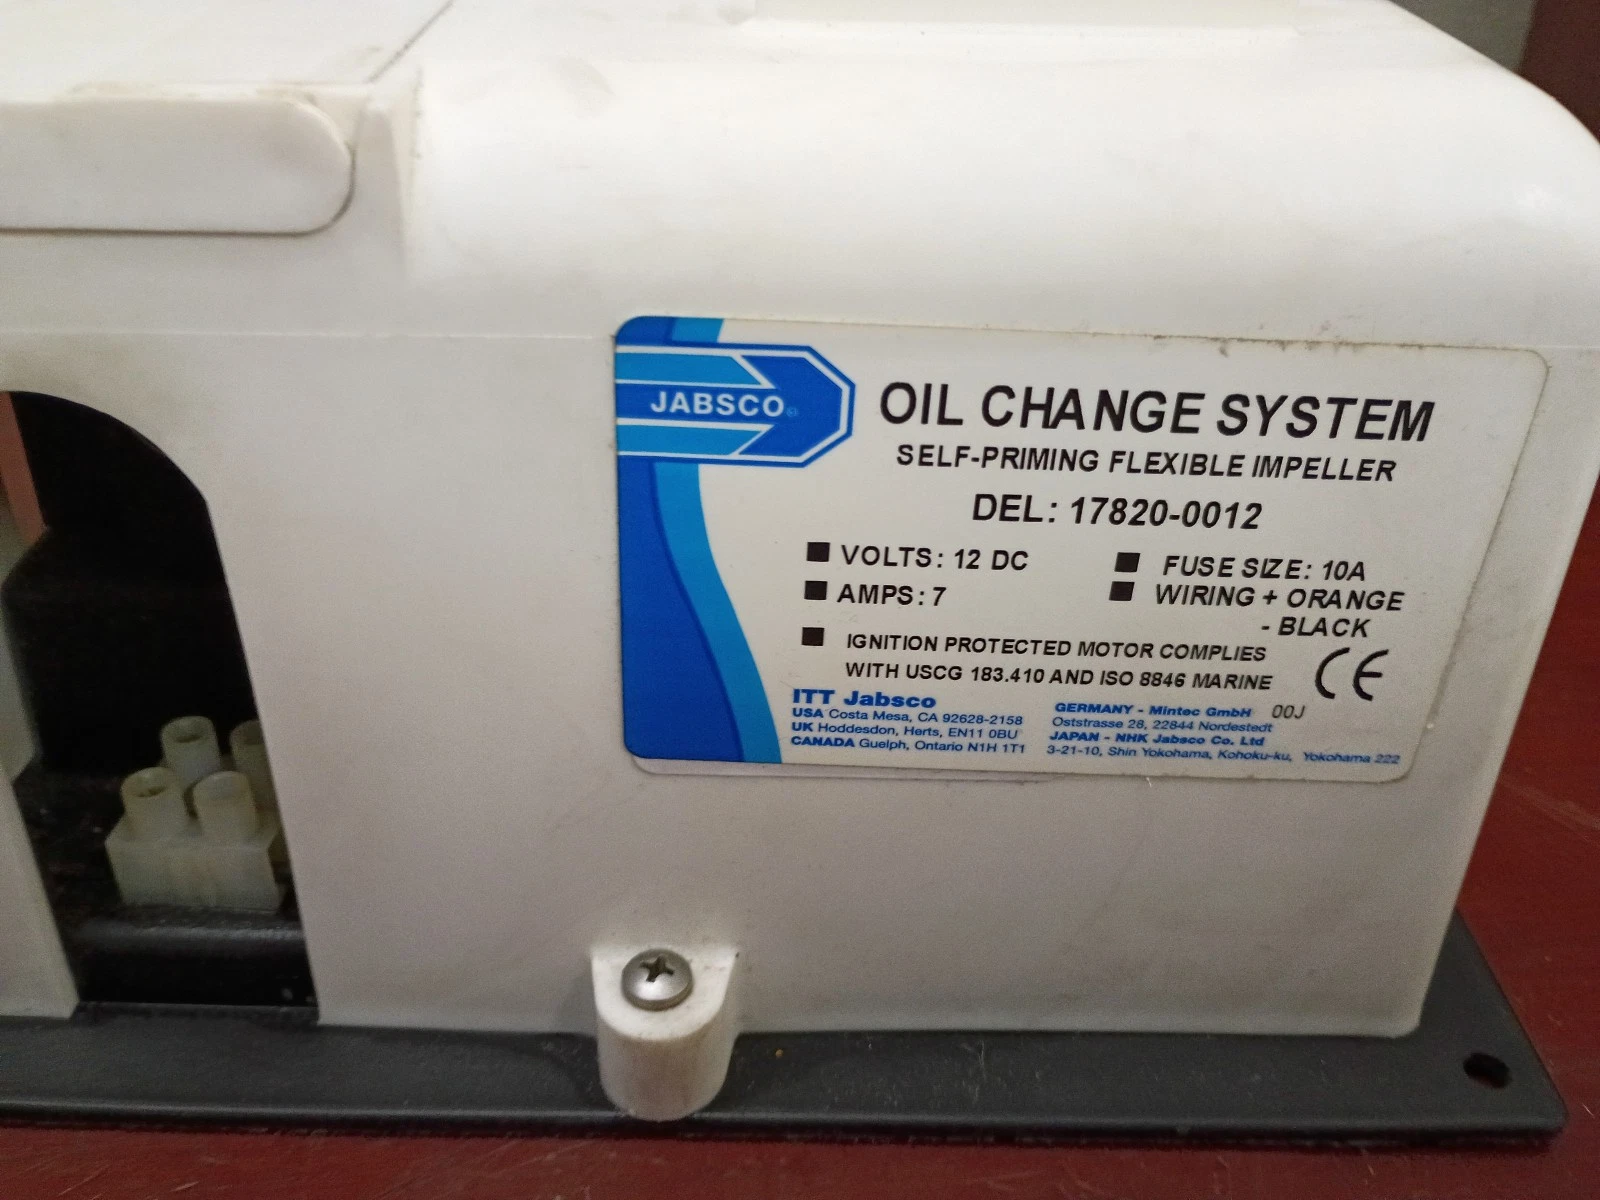 JABSCO
OIL CHANGE SYSTEM
SELF-PRIMING FLEXIBLE IMPELLER
DEL: 17820-0012
VOLTS: 12 DC
FUSE SIZE: 10A
AMPS: 7
WIRING + ORANGE
- BLACK
IGNITION PROTECTED MOTOR COMPLIES
WITH USCG 183.410 AND ISO 8846 MARINE
CE
ITT Jabsco
USA Costa Mesa, CA 92628-2158
UK Hoddesdon, Herts, EN11 0BU
CANADA Guelph, Ontario N1H 1T1
GERMANY - Mintec GmbH 00J
Oststrasse 28, 22844 Nordestedt
JAPAN - NHK Jabsco Co. Ltd
3-21-10, Shin Yokohama, Kohoku-ku, Yokohama 222